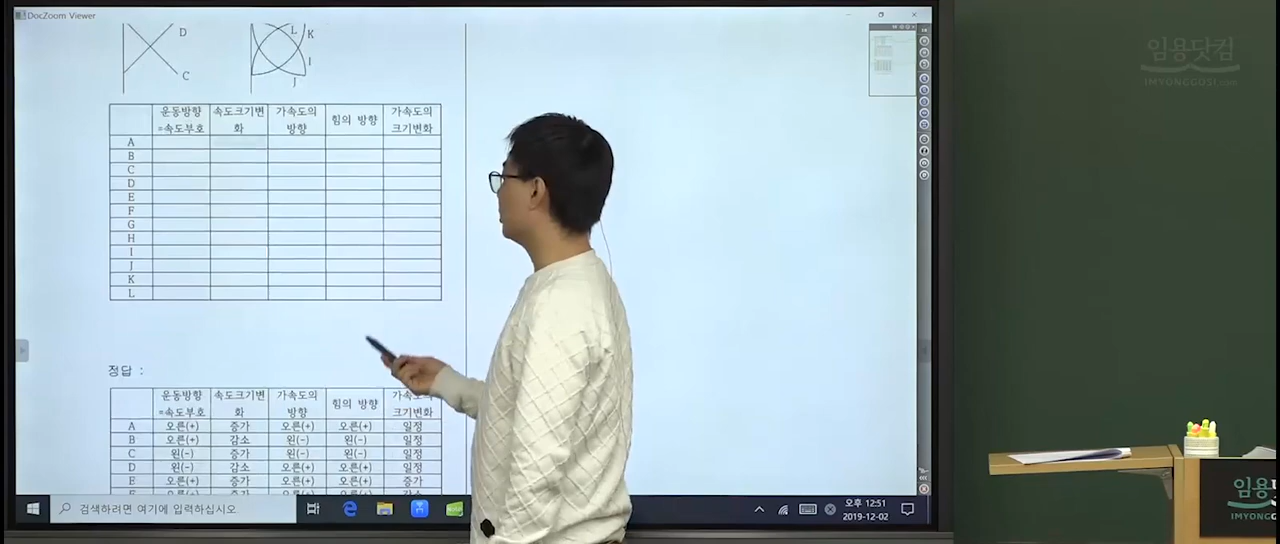 DocZoom Viewer
D
C
L
K
I
J
운동방향
=속도부호
속도크기변
화
가속도의
방향
힘의 방향
가속도의
크기변화
A
B
C
D
E
F
G
H
I
J
K
L
정답 :
운동방향
=속도부호
속도크기변
화
가속도의
방향
힘의 방향
가속도의
크기변화
A 오른(+) 증가 오른(+) 오른(+) 일정
B 오른(+) 감소 왼(-) 왼(-) 일정
C 왼(-) 증가 왼(-) 왼(-) 일정
D 왼(-) 감소 오른(+) 오른(+) 일정
E 오른(+) 증가 오른(+) 오른(+) 증가
검색하려면 여기에 입력하십시오.
오후 12:51
2019-12-02
임용닷컴
IMYONGGOSI.com
임용
IMYONG